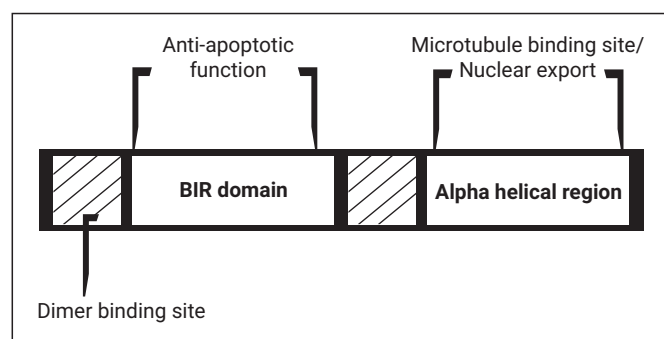 Anti-apoptotic
function
Microtubule binding site/
Nuclear export
BIR domain
Alpha helical region
Dimer binding site